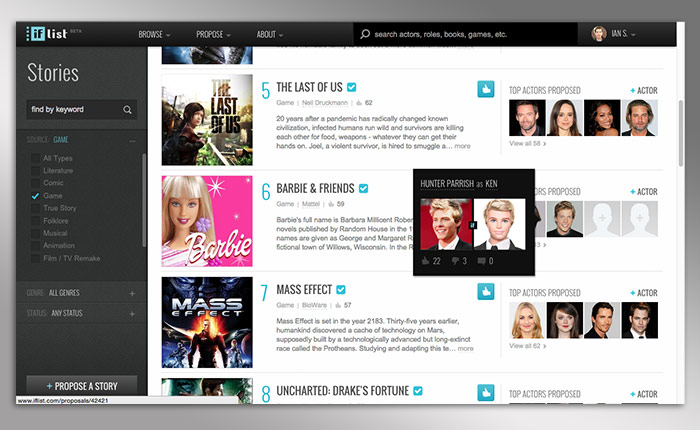 if list BETA
BROWSE
PROPOSE
ABOUT
search actors, roles, books, games, etc.
IAN S.
Stories
find by keyword
SOURCE: GAME
All Types
Literature
Comic
Game
True Story
Folklore
Musical
Animation
Film / TV Remake
GENRE: ALL GENRES +
STATUS: ANY STATUS +
+ PROPOSE A STORY
www.iflist.com/proposals/42421
THE LAST OF US
5 THE LAST OF US
Game | Neil Druckmann | 62
20 years after a pandemic has radically changed known
civilization, infected humans run wild and survivors are killing
each other for food, weapons - whatever they can get their
hands on. Joel, a violent survivor, is hired to smuggle a... more
TOP ACTORS PROPOSED + ACTOR
View all 58 >
Barbie
6 BARBIE & FRIENDS
Game | Mattel | 59
Barbie's full name is Barbara Millicent Rober
novels published by Random House in the 1
names are given as George and Margaret R
fictional town of Willows, Wisconsin. In the R
HUNTER PARRISH as KEN
if
22 3 0
+ ACTOR
13 >
MASS EFFECT
7 MASS EFFECT
Game | BioWare | 57
Mass Effect is set in the year 2183. Thirty-five years earlier,
humankind discovered a cache of technology on Mars,
supposedly built by a technologically advanced but long-extinct
race called the Protheans. Studying and adapting this te... more
TOP ACTORS PROPOSED + ACTOR
View all 62 >
8 UNCHARTED: DRAKE'S FORTUNE
TOP ACTORS PROPOSED + ACTOR